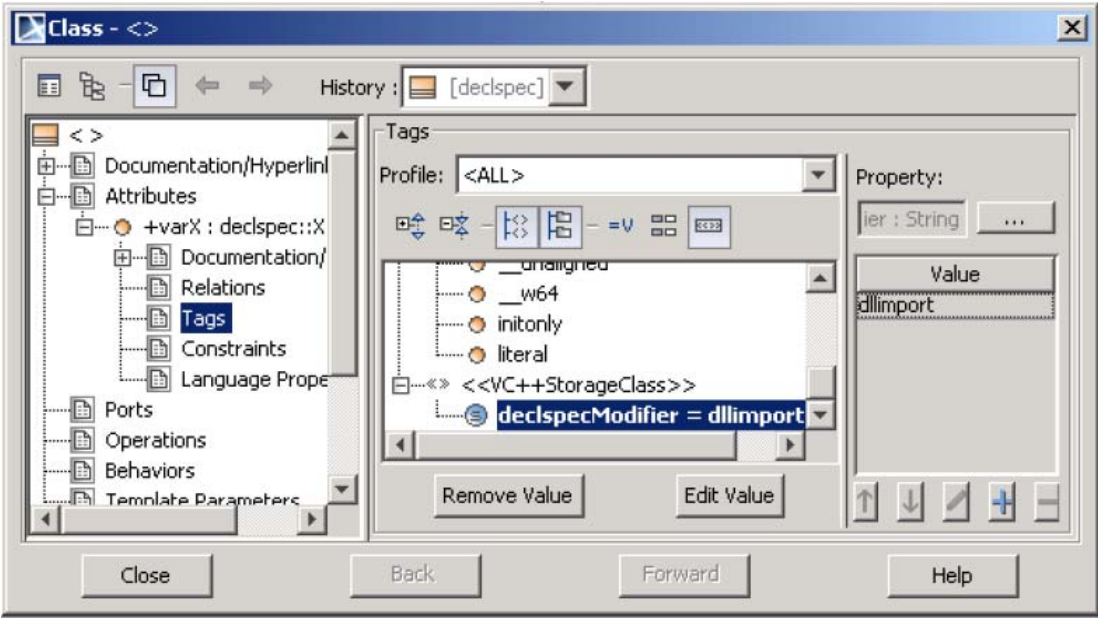 Class - <>
History : [declspec]
< >
Documentation/Hyperlinl
Attributes
+varX : declspec::X
Documentation/
Relations
Tags
Constraints
Language Prope
Ports
Operations
Behaviors
Template Parameters
Tags
Profile: <ALL>
=V
__unaligned
__w64
initonly
literal
«» <<VC++StorageClass>>
declspecModifier = dllimport
Remove Value Edit Value
Property:
ier : String ...
Value
dllimport
Close Back Forward Help